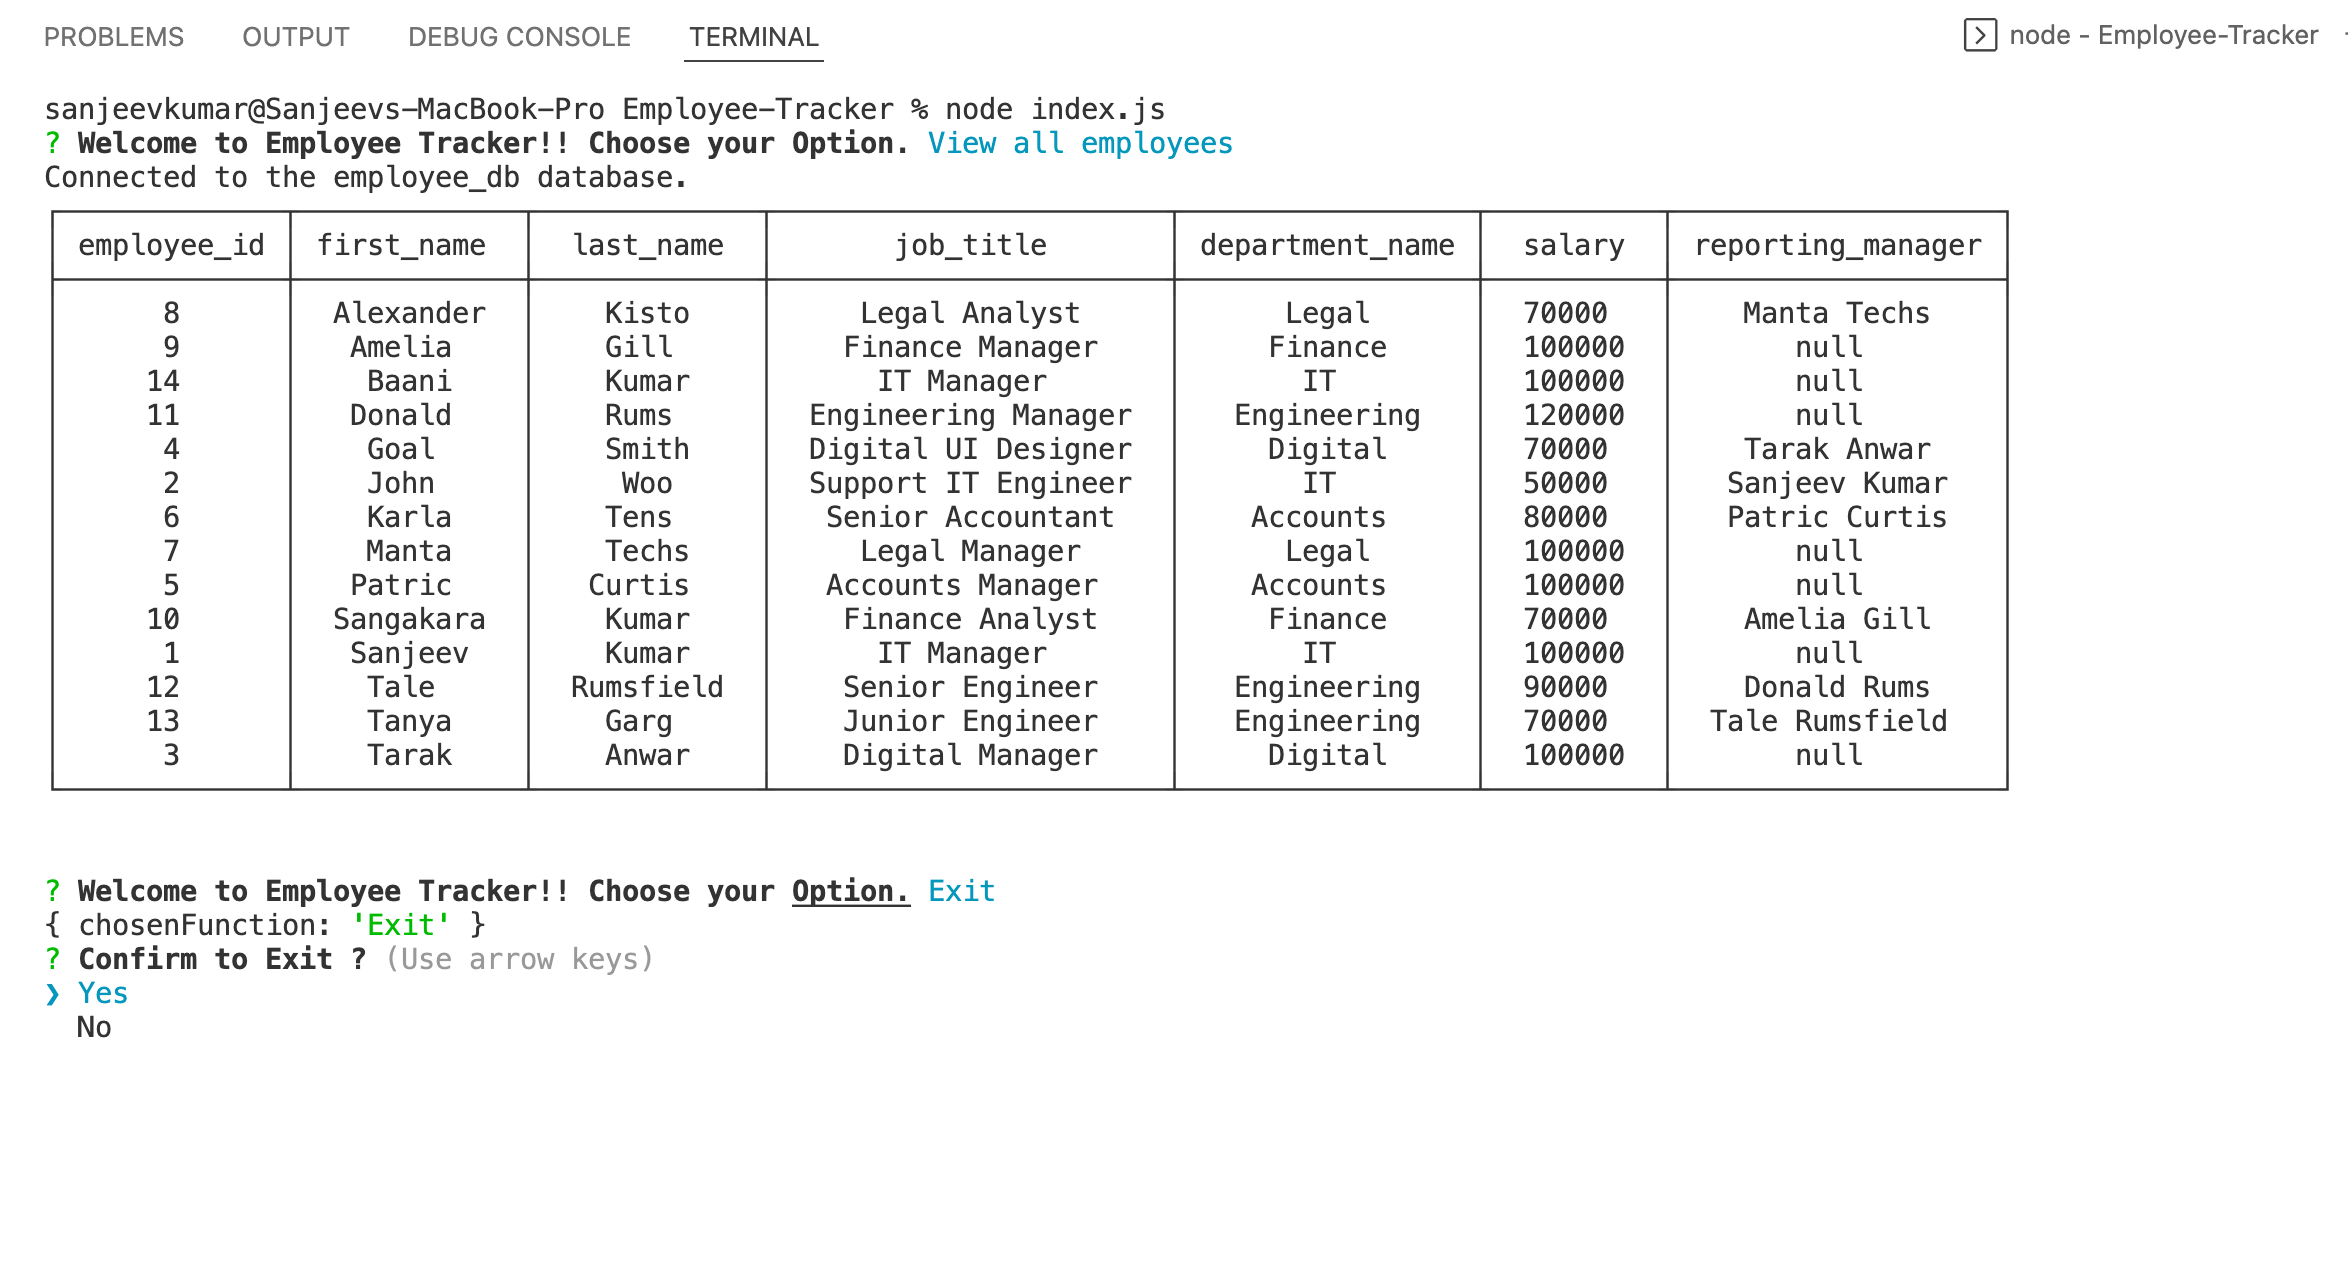 PROBLEMS OUTPUT DEBUG CONSOLE TERMINAL node - Employee-Tracker
sanjeevkumar@Sanjeevs-MacBook-Pro Employee-Tracker % node index.js
? Welcome to Employee Tracker!! Choose your Option. View all employees
Connected to the employee_db database.
employee_id first_name last_name job_title department_name salary reporting_manager
8 Alexander Kisto Legal Analyst Legal 70000 Manta Techs
9 Amelia Gill Finance Manager Finance 100000 null
14 Baani Kumar IT Manager IT 100000 null
11 Donald Rums Engineering Manager Engineering 120000 null
4 Goal Smith Digital UI Designer Digital 70000 Tarak Anwar
2 John Woo Support IT Engineer IT 50000 Sanjeev Kumar
6 Karla Tens Senior Accountant Accounts 80000 Patric Curtis
7 Manta Techs Legal Manager Legal 100000 null
5 Patric Curtis Accounts Manager Accounts 100000 null
10 Sangakara Kumar Finance Analyst Finance 70000 Amelia Gill
1 Sanjeev Kumar IT Manager IT 100000 null
12 Tale Rumsfield Senior Engineer Engineering 90000 Donald Rums
13 Tanya Garg Junior Engineer Engineering 70000 Tale Rumsfield
3 Tarak Anwar Digital Manager Digital 100000 null
? Welcome to Employee Tracker!! Choose your Option. Exit
{ chosenFunction: 'Exit' }
? Confirm to Exit ? (Use arrow keys)
❯ Yes
No